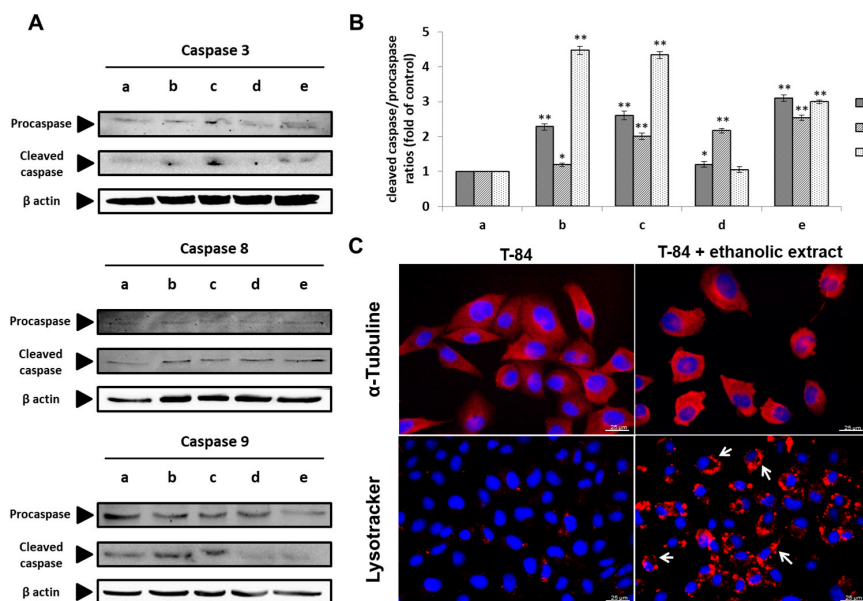 A
Caspase 3
a b c d e
Procaspase
Cleaved
caspase
β actin
Caspase 8
a b c d e
Procaspase
Cleaved
caspase
β actin
Caspase 9
a b c d e
Procaspase
Cleaved
caspase
β actin
B
cleaved caspase/procaspase
ratios (fold of control)
5
4
3
2
1
0
** * **
** ** **
* **
** ** **
a b c d e
C
T-84 T-84 + ethanolic extract
α-Tubuline
25 µm 25 µm
Lysotracker
25 µm 25 µm